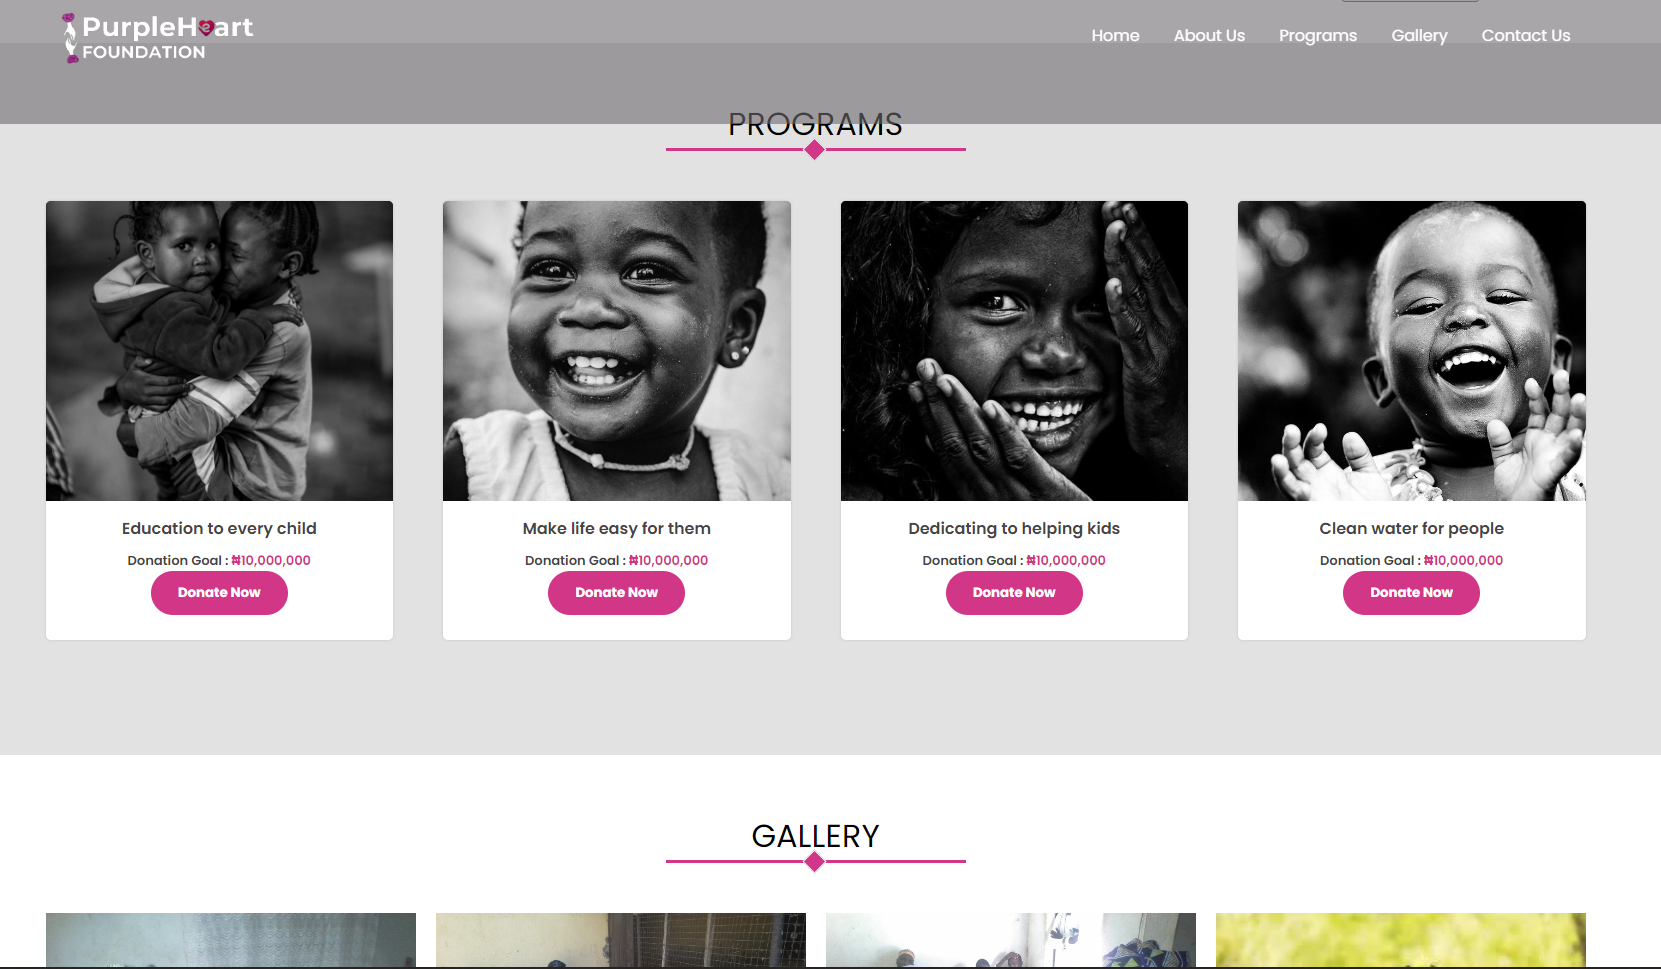 PurpleHeart
FOUNDATION
Home About Us Programs Gallery Contact Us
PROGRAMS
Education to every child
Donation Goal : ₦10,000,000
Donate Now
Make life easy for them
Donation Goal : ₦10,000,000
Donate Now
Dedicating to helping kids
Donation Goal : ₦10,000,000
Donate Now
Clean water for people
Donation Goal : ₦10,000,000
Donate Now
GALLERY